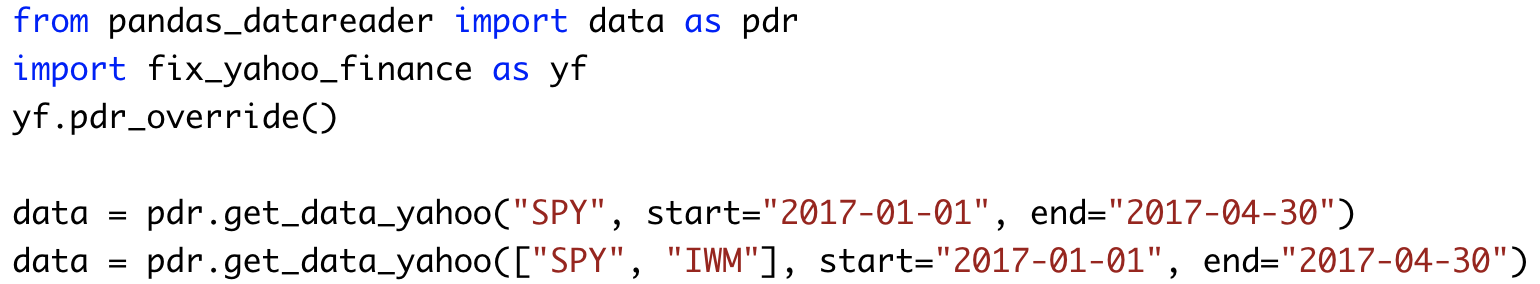 from pandas_datareader import data as pdr
import fix_yahoo_finance as yf
yf.pdr_override()
data = pdr.get_data_yahoo("SPY", start="2017-01-01", end="2017-04-30")
data = pdr.get_data_yahoo(["SPY", "IWM"], start="2017-01-01", end="2017-04-30")